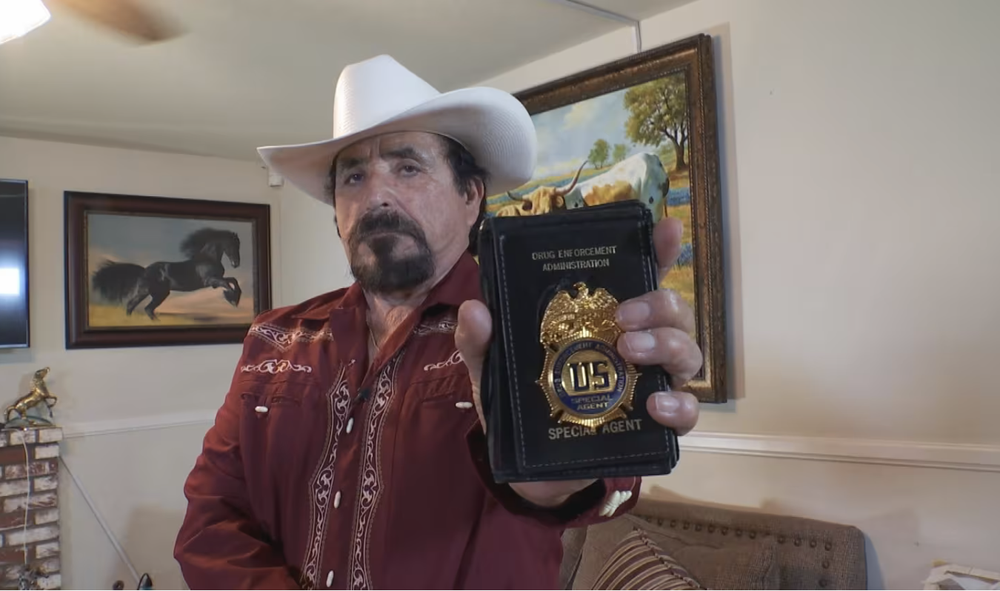 DRUG ENFORCEMENT
ADMINISTRATION
US
SPECIAL
AGENT
SPECIAL AGENT